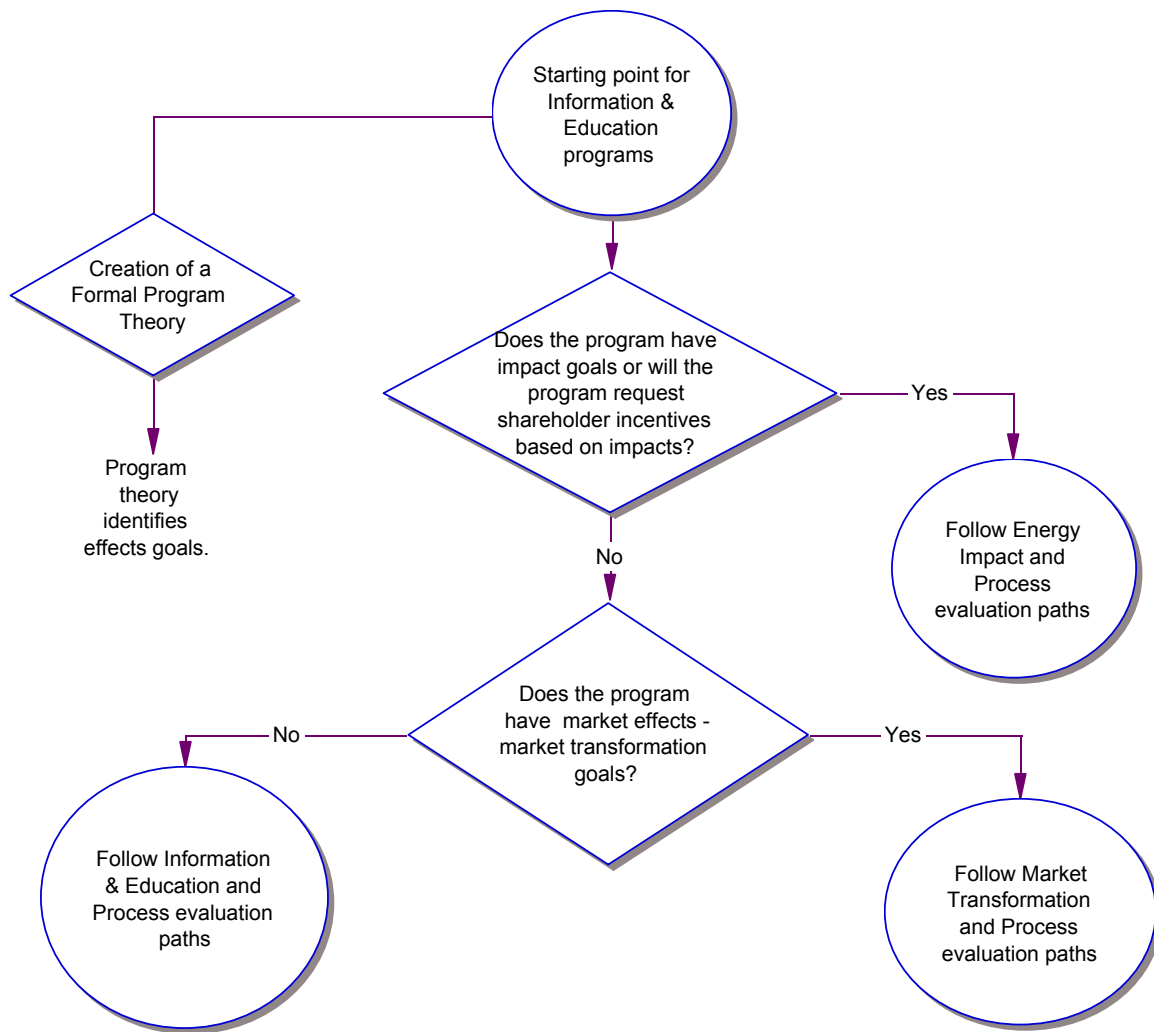 Starting point for
Information &
Education
programs
Creation of a
Formal Program
Theory
Program
theory
identifies
effects goals.
Does the program have
impact goals or will the
program request
shareholder incentives
based on impacts?
Yes
Follow Energy
Impact and
Process
evaluation paths
No
Does the program
have market effects -
market transformation
goals?
No
Yes
Follow Information
& Education and
Process evaluation
paths
Follow Market
Transformation
and Process
evaluation paths